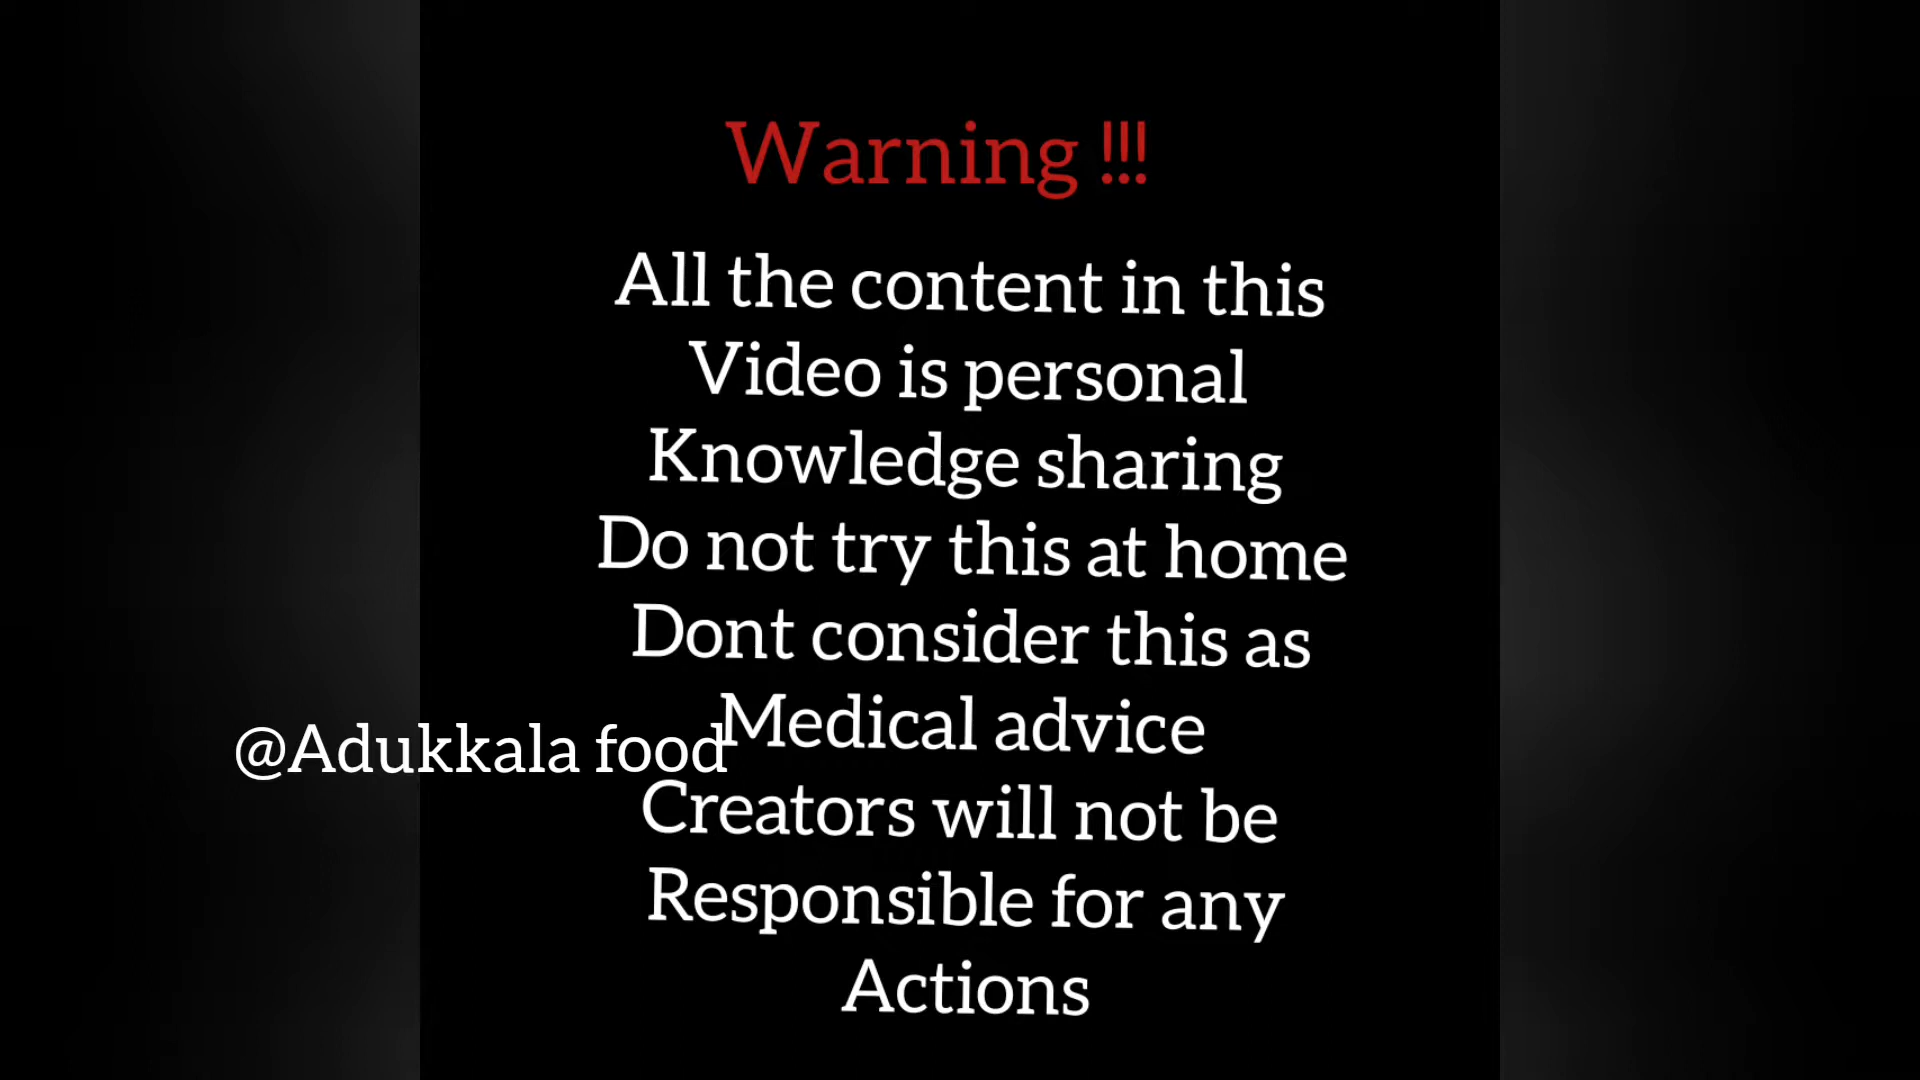 Warning !!!
All the content in this
Video is personal
Knowledge sharing
Do not try this at home
Dont consider this as
Medical advice
@Adukkala food
Creators will not be
Responsible for any
Actions